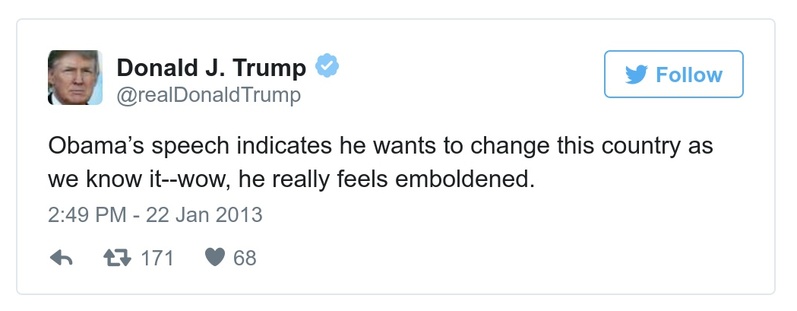 Donald J. Trump
@realDonaldTrump
Follow
Obama’s speech indicates he wants to change this country as
we know it--wow, he really feels emboldened.
2:49 PM - 22 Jan 2013
171 68